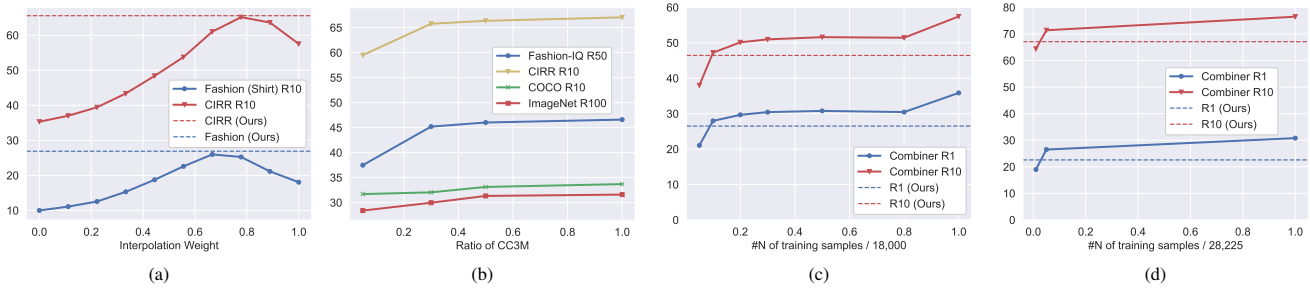 60
50
40
30
20
10
0.0 0.2 0.4 0.6 0.8 1.0
Interpolation Weight
Fashion (Shirt) R10
CIRR R10
CIRR (Ours)
Fashion (Ours)
(a)
65
60
55
50
45
40
35
30
0.2 0.4 0.6 0.8 1.0
Ratio of CC3M
Fashion-IQ R50
CIRR R10
COCO R10
ImageNet R100
(b)
60
50
40
30
20
10
0
0.2 0.4 0.6 0.8 1.0
#N of training samples / 18,000
Combiner R1
Combiner R10
R1 (Ours)
R10 (Ours)
(c)
80
70
60
50
40
30
20
10
0
0.0 0.2 0.4 0.6 0.8 1.0
#N of training samples / 28,225
Combiner R1
Combiner R10
R1 (Ours)
R10 (Ours)
(d)